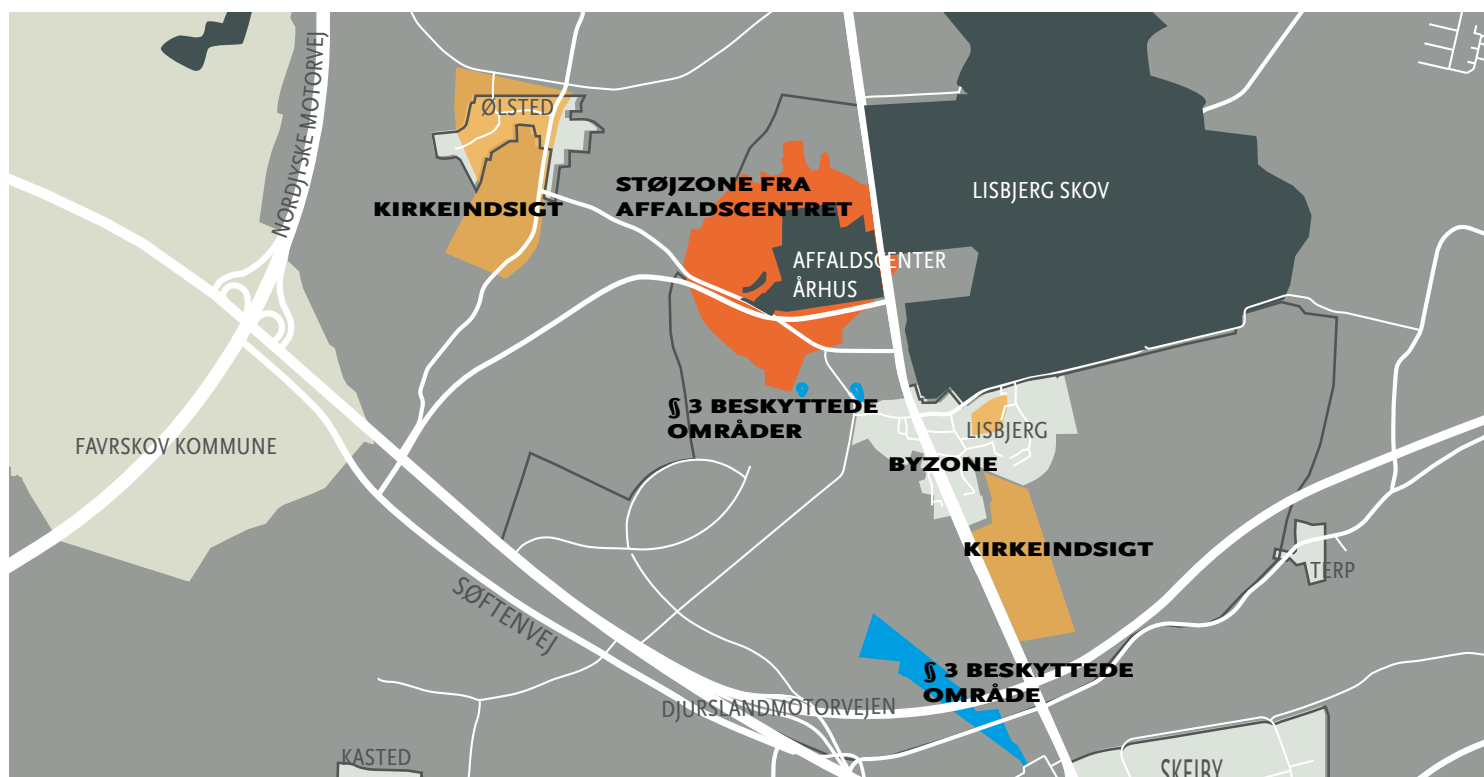 NORDJYSKE MOTORVEJ
ØLSTED
KIRKEINDSIGT
STØJZONE FRA
AFFALDSCENTRET
LISBJERG SKOV
AFFALDSCENTER
ÅRHUS
§ 3 BESKYTTEDE
OMRÅDER
FAVRSKOV KOMMUNE
LISBJERG
BYZONE
KIRKEINDSIGT
TERP
SØFTENVEJ
§ 3 BESKYTTEDE
OMRÅDE
DJURSLANDMOTORVEJEN
KASTED
SKEJBY